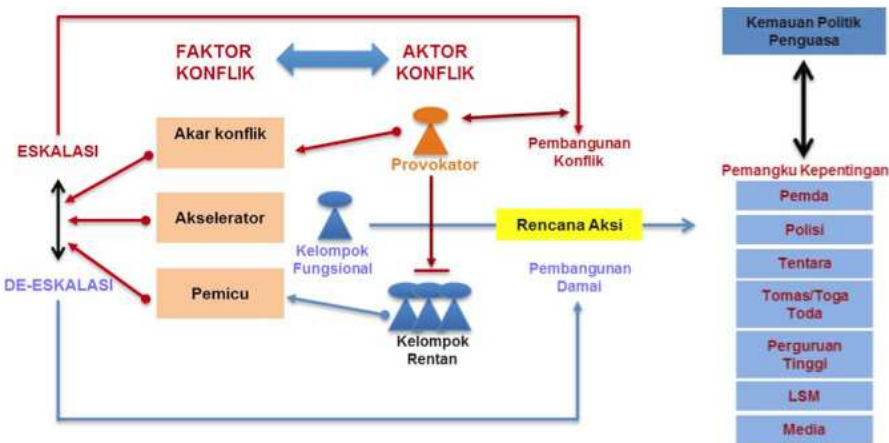 FAKTOR
KONFLIK
AKTOR
KONFLIK
Kemauan Politik
Penguasa
ESKALASI
Akar konflik
Provokator
Pembangunan
Konflik
Pemangku Kepentingan
Akselerator
Kelompok
Fungsional
Rencana Aksi
Pemda
Polisi
DE-ESKALASI
Pemicu
Kelompok
Rentan
Pembangunan
Damai
Tentara
Tomas/Toga
Toda
Perguruan
Tinggi
LSM
Media